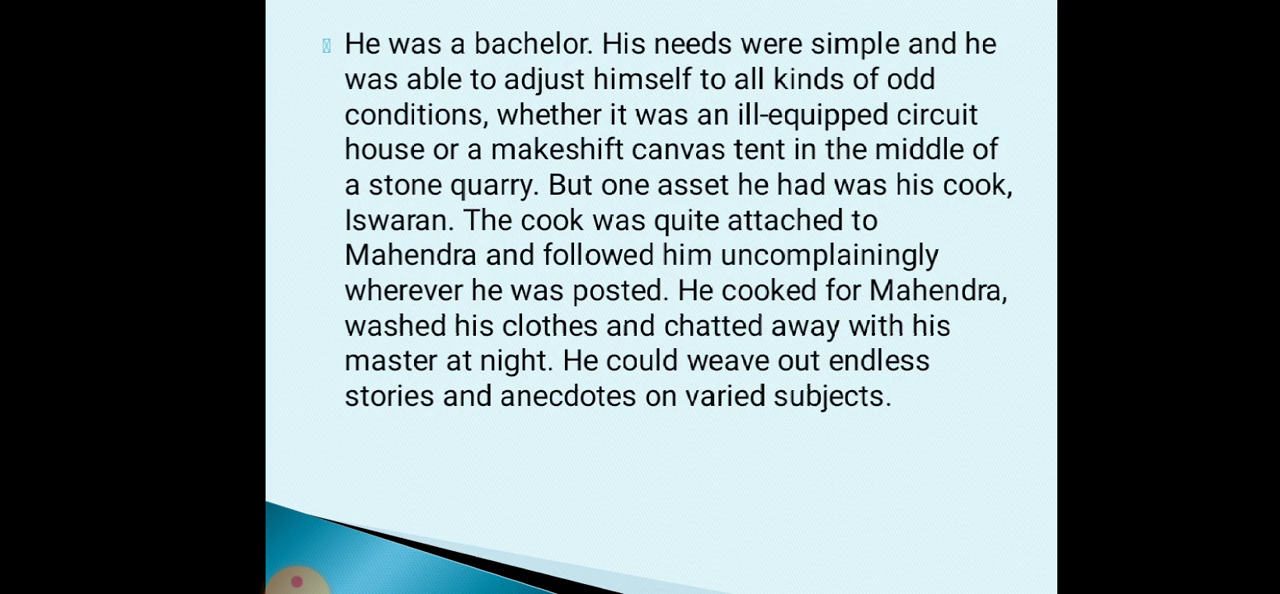 He was a bachelor. His needs were simple and he
was able to adjust himself to all kinds of odd
conditions, whether it was an ill-equipped circuit
house or a makeshift canvas tent in the middle of
a stone quarry. But one asset he had was his cook,
Iswaran. The cook was quite attached to
Mahendra and followed him uncomplainingly
wherever he was posted. He cooked for Mahendra,
washed his clothes and chatted away with his
master at night. He could weave out endless
stories and anecdotes on varied subjects.